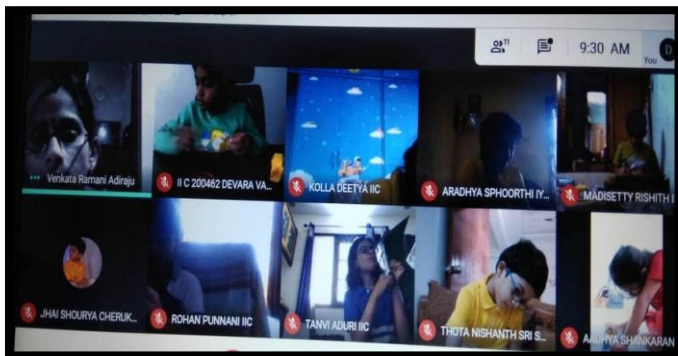 11
9:30 AM
D
You
Venkata Ramani Adiraju
II C 200462 DEVARA VA...
KOLLA DEETYA IIC
ARADHYA SPHOORTHI IY...
MADISETTY RISHITH I
JHAI SHOURYA CHERUK...
ROHAN PUNNANI IIC
TANVI ADURI IIC
THOTA NISHANTH SRI S...
AADHYA SHANKARAN